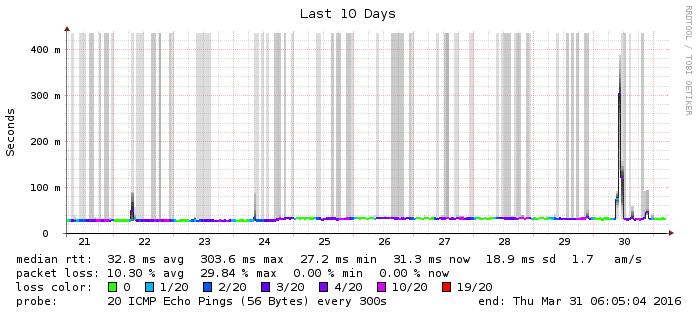 Last 10 Days
RRDTOOL / TOBI OETIKER
Seconds
400 m
300 m
200 m
100 m
0
21 22 23 24 25 26 27 28 29 30
median rtt: 32.8 ms avg 303.6 ms max 27.2 ms min 31.3 ms now 18.9 ms sd 1.7 am/s
packet loss: 10.30 % avg 29.84 % max 0.00 % min 0.00 % now
loss color: 0 1/20 2/20 3/20 4/20 10/20 19/20
probe: 20 ICMP Echo Pings (56 Bytes) every 300s end: Thu Mar 31 06:05:04 2016